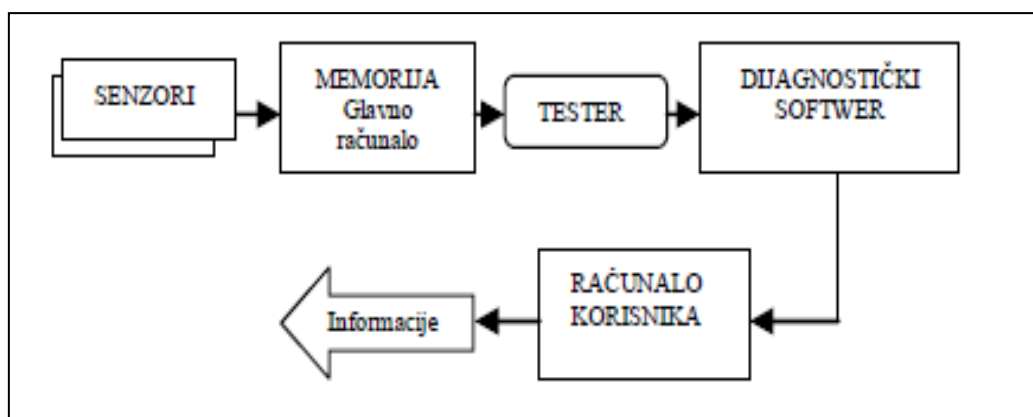 SENZORI
MEMORIJA
Glavno
računalo
TESTER
DIJAGNOSTIČKI
SOFTWER
RAČUNALO
KORISNIKA
Informacije